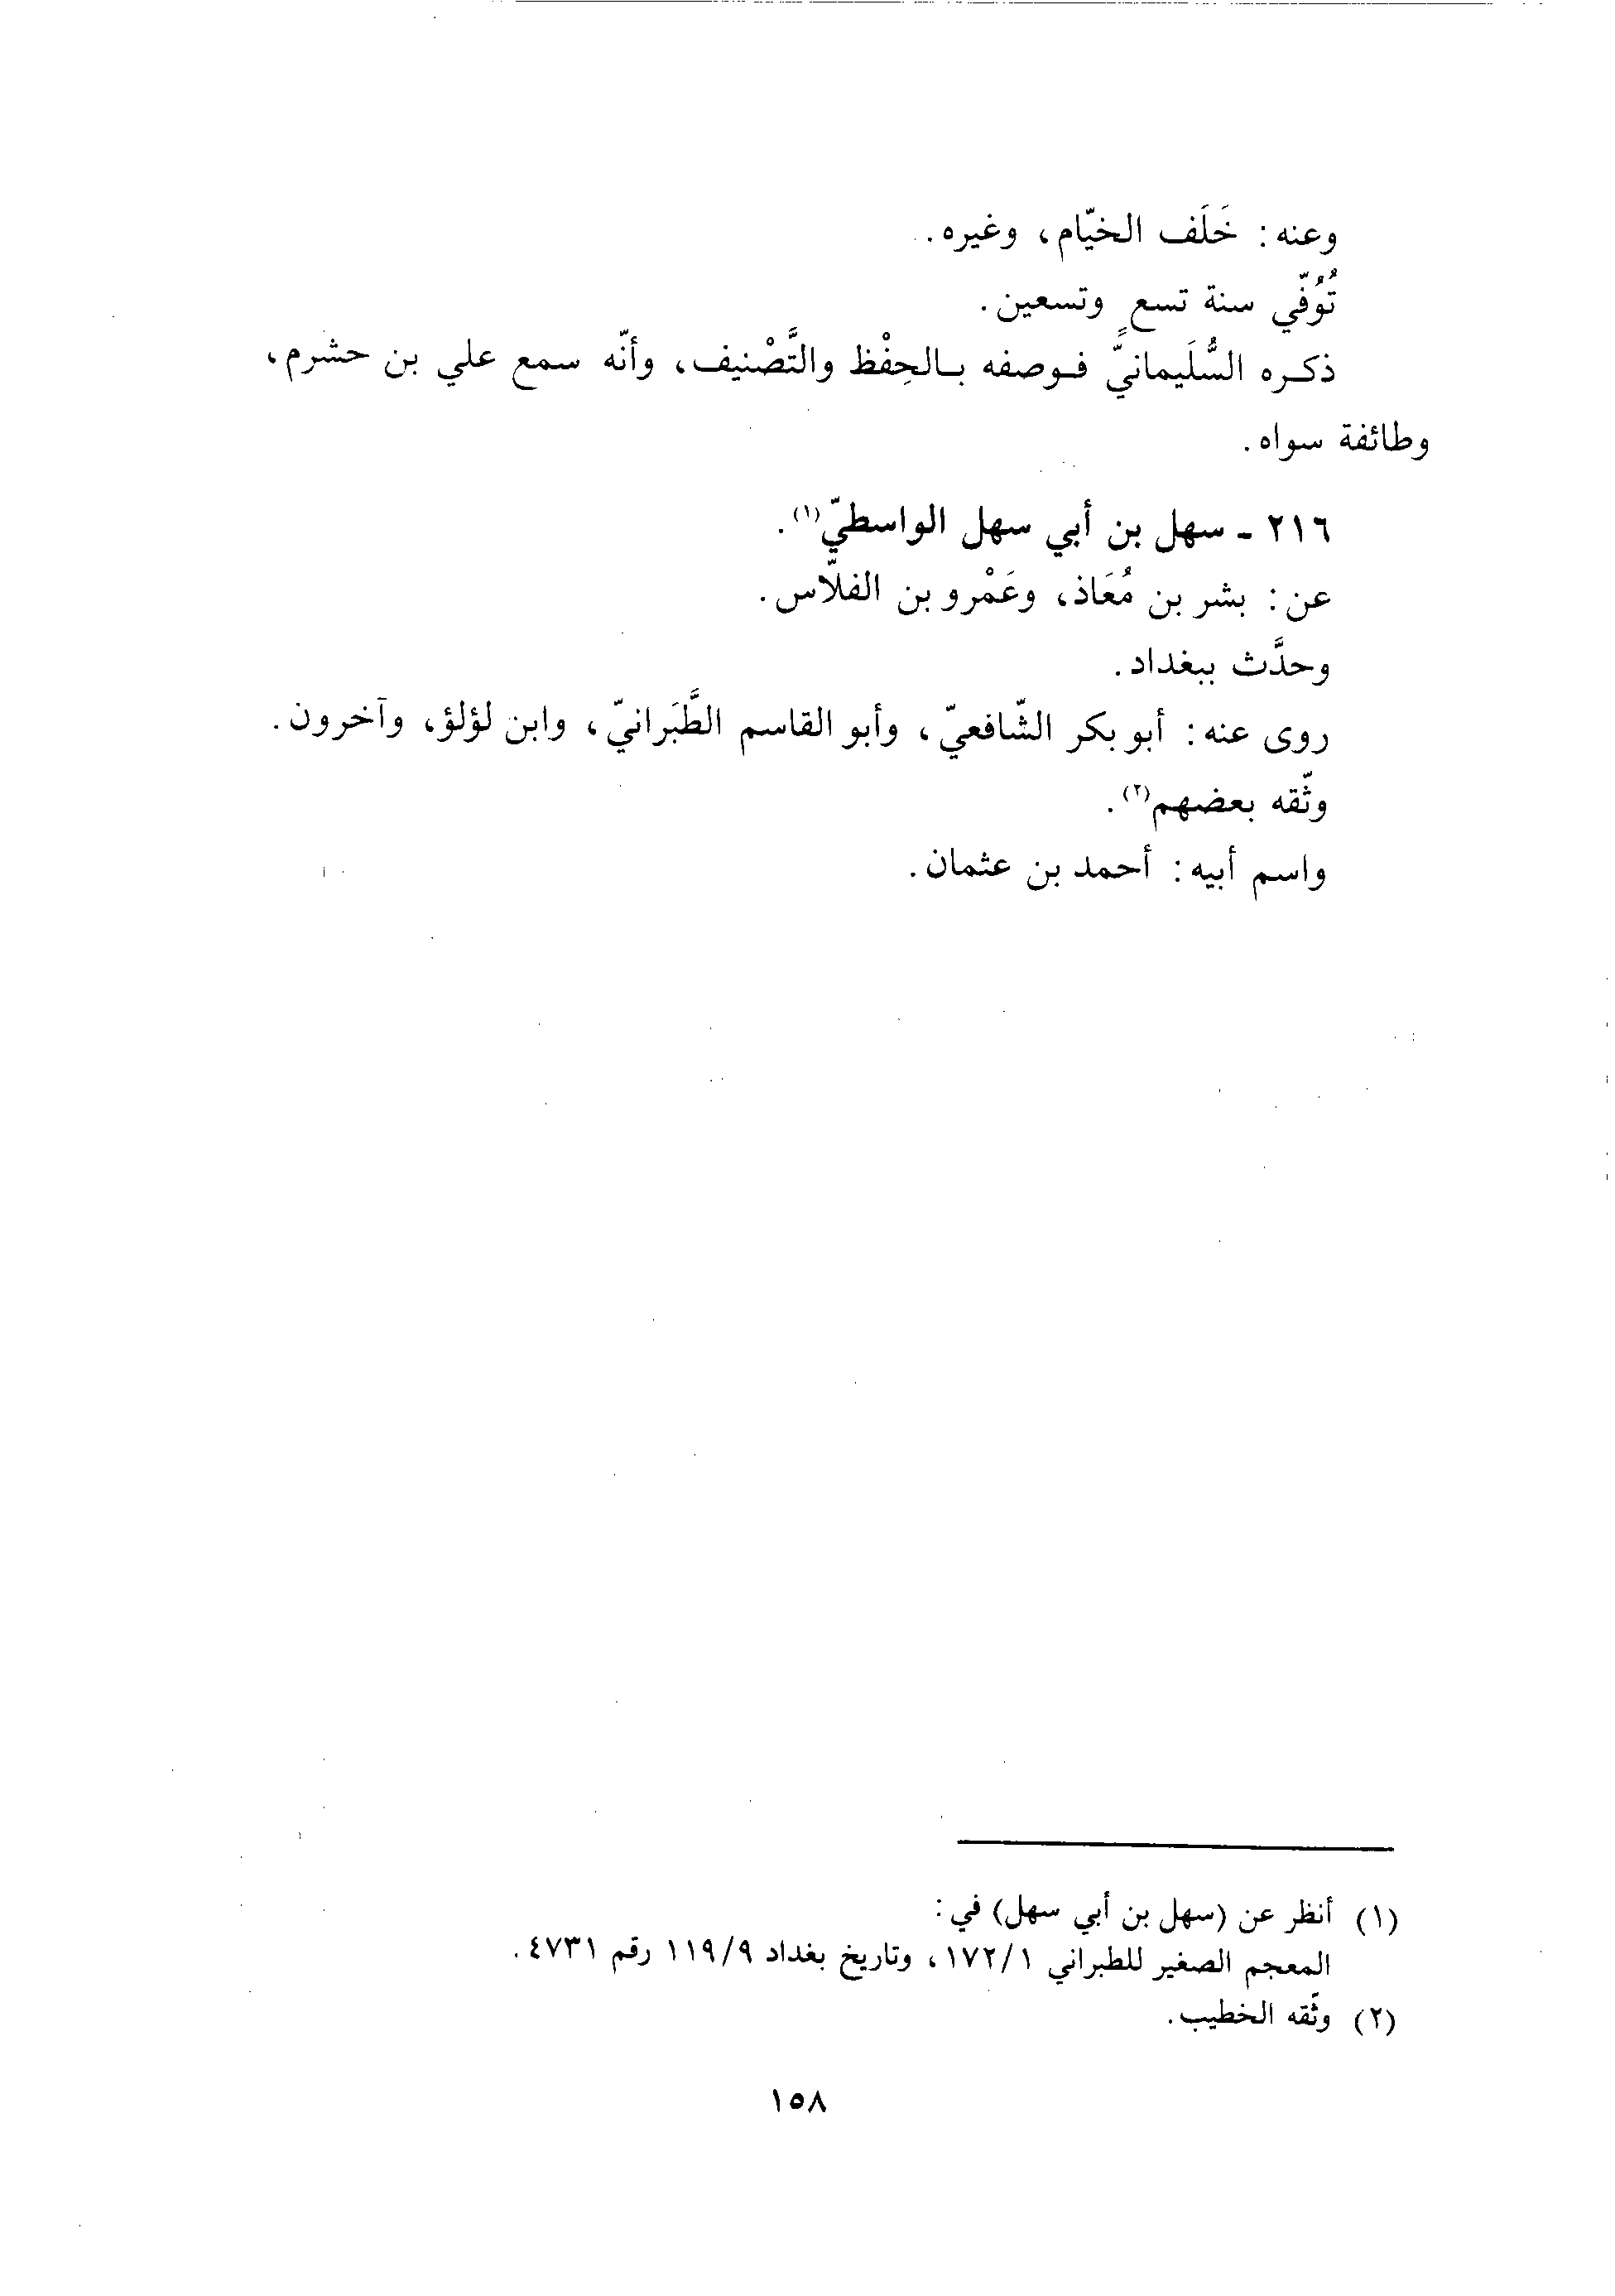 وعنه: خَلَف الخيّام، وغيره.
تُوُفّي سنة تسعٍ وتسعين.
ذكره السُّلَيمانيّ فوصفه بالحِفْظ والتَّصْنيف، وأنّه سمع علي بن حشرم،
وطائفة سواه.
٢١٦ - سهل بن أبي سهل الواسطيّ(١).
عن: بشر بن مُعَاذ، وعَمْرو بن الفلّاس.
وحدَّث ببغداد.
روى عنه: أبو بكر الشّافعيّ، وأبو القاسم الطَّبَرانيّ، وابن لؤلؤ، وآخرون.
وثّقه بعضهم(٢).
واسم أبيه: أحمد بن عثمان.
(١) أنظر عن (سهل بن أبي سهل) في:
المعجم الصغير للطبراني ١/١٧٢، وتاريخ بغداد ٩/١١٩ رقم ٤٧٣١.
(٢) وثّقه الخطيب.
١٥٨